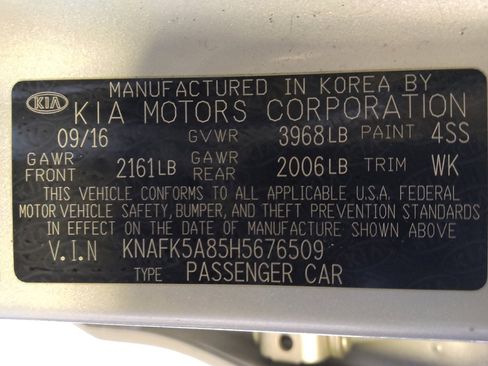 MANUFACTURED IN KOREA BY
KIA KIA MOTORS CORPORATION
09/16 GVWR 3968LB PAINT 4SS
GAWR FRONT 2161LB GAWR REAR 2006LB TRIM WK
THIS VEHICLE CONFORMS TO ALL APPLICABLE U.S.A. FEDERAL
MOTOR VEHICLE SAFETY, BUMPER, AND THEFT PREVENTION STANDARDS
IN EFFECT ON THE DATE OF MANUFACTURE SHOWN ABOVE
V.I.N KNAFK5A85H5676509
TYPE PASSENGER CAR